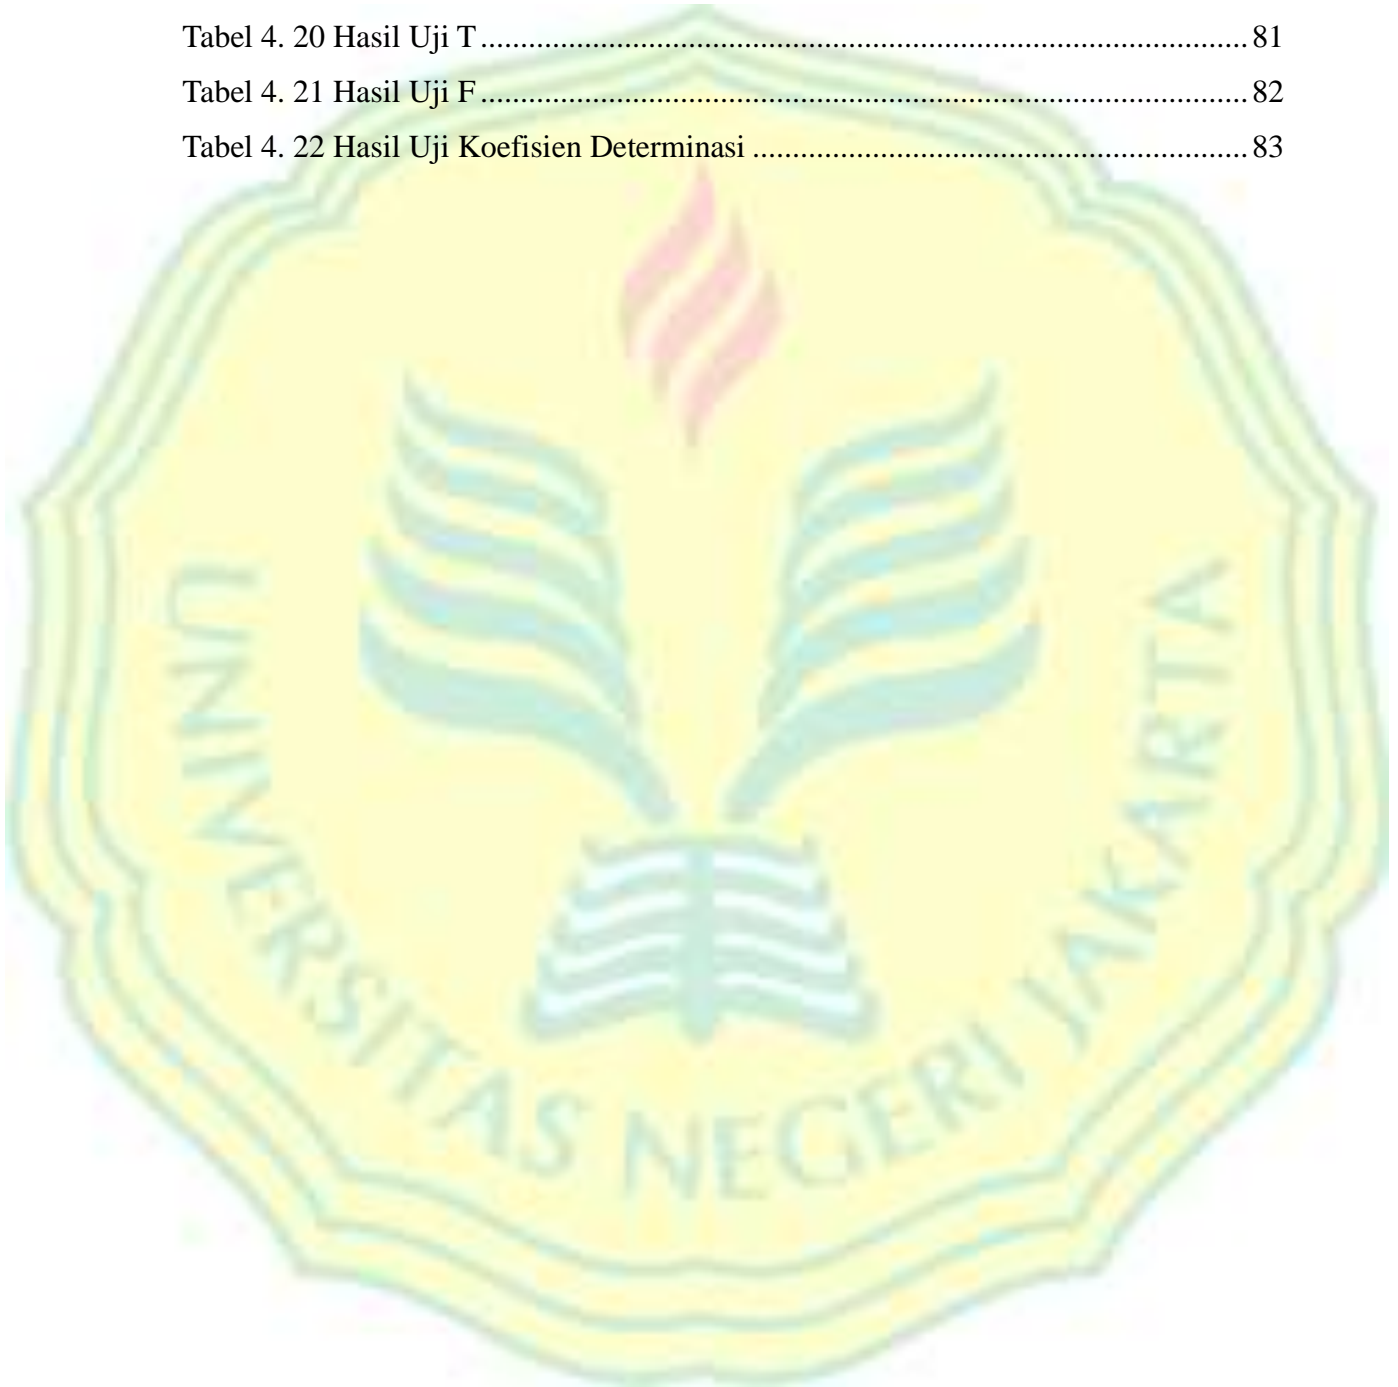 Tabel 4. 20 Hasil Uji T ........................................................................................... 81
Tabel 4. 21 Hasil Uji F ........................................................................................... 82
Tabel 4. 22 Hasil Uji Koefisien Determinasi ........................................................... 83
UNIVERSITAS NEGERI JAKARTA